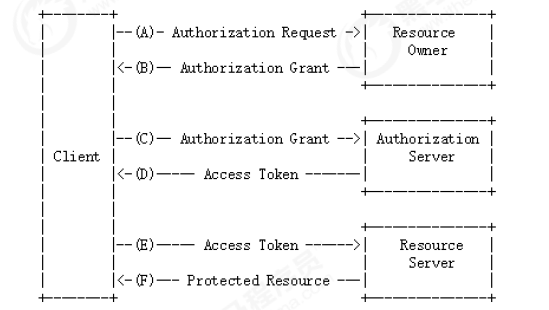 --(A)- Authorization Request ->
Resource
Owner
<-(B)— Authorization Grant —
--(C)— Authorization Grant -->
Authorization
Server
Client
<-(D)—— Access Token -----
--(E)—— Access Token ----->
Resource
Server
<-(F)—- Protected Resource —